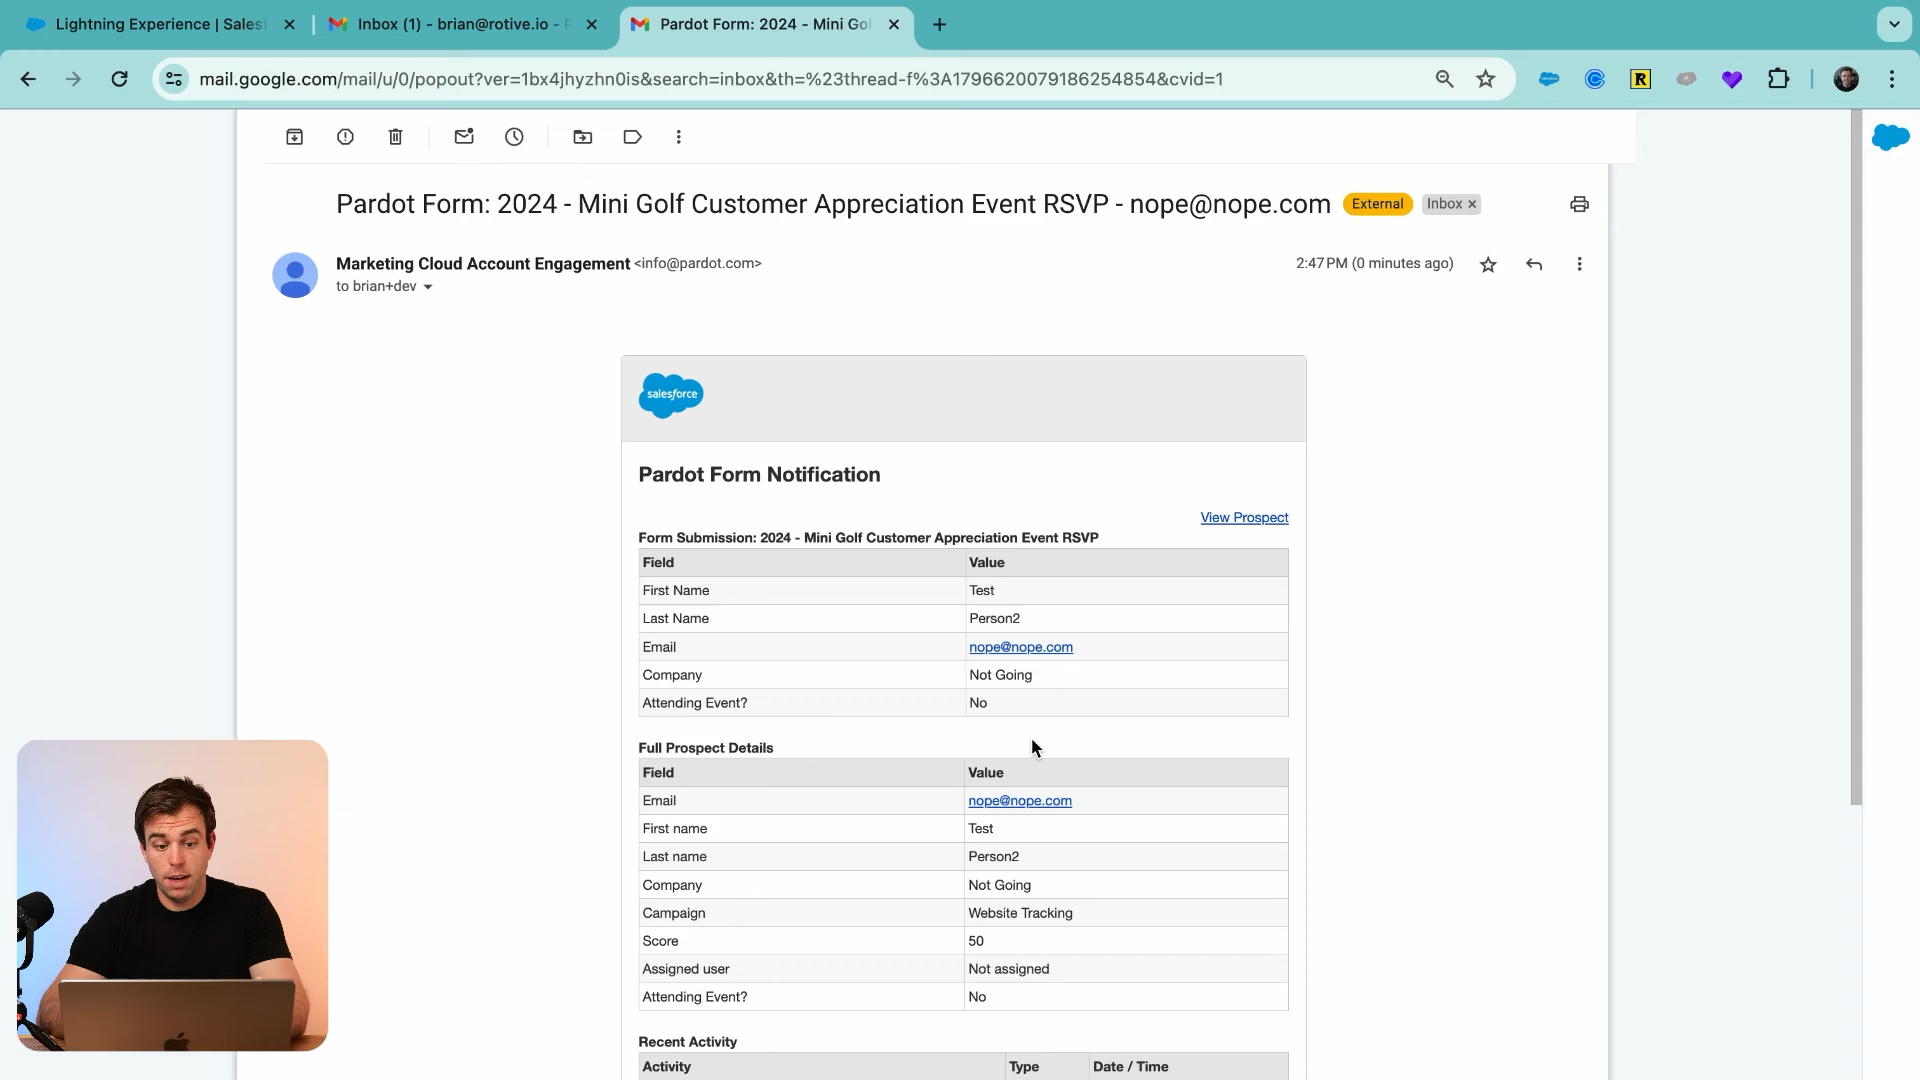 Lightning Experience | Salesf
Inbox (1) - brian@rotive.io -
Pardot Form: 2024 - Mini Gol
mail.google.com/mail/u/0/popout?ver=1bx4jhyzhn0is&search=inbox&th=%23thread-f%3A1796620079186254854&cvid=1
Pardot Form: 2024 - Mini Golf Customer Appreciation Event RSVP - nope@nope.com External Inbox ×
Marketing Cloud Account Engagement <info@pardot.com> 2:47 PM (0 minutes ago)
to brian+dev
salesforce
Pardot Form Notification
View Prospect
Form Submission: 2024 - Mini Golf Customer Appreciation Event RSVP
Field Value
First Name Test
Last Name Person2
Email nope@nope.com
Company Not Going
Attending Event? No
Full Prospect Details
Field Value
Email nope@nope.com
First name Test
Last name Person2
Company Not Going
Campaign Website Tracking
Score 50
Assigned user Not assigned
Attending Event? No
Recent Activity
Activity Type Date / Time